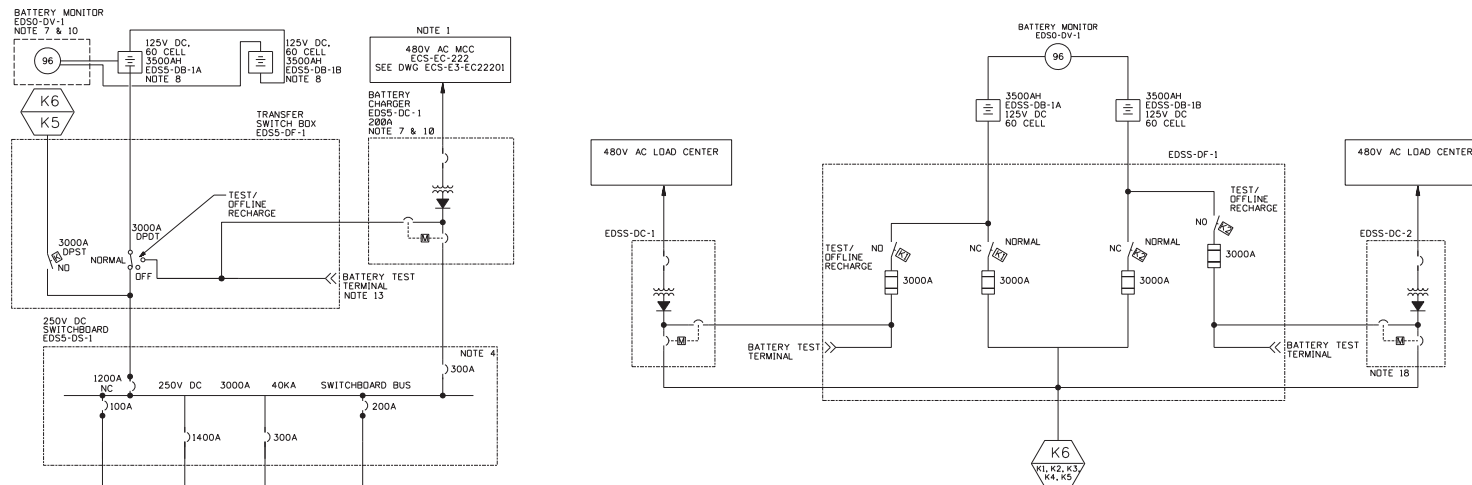 BATTERY MONITOR
EDS0-DV-1
NOTE 7 & 10
96
125V DC,
60 CELL
3500AH
EDS5-DB-1A
NOTE 8
125V DC,
60 CELL
3500AH
EDS5-DB-1B
NOTE 8
NOTE 1
480V AC MCC
ECS-EC-222
SEE DWG ECS-E3-EC22201
K6
K5
TRANSFER
SWITCH BOX
EDS5-DF-1
BATTERY
CHARGER
EDS5-DC-1
200A
NOTE 7 & 10
TEST/
OFFLINE
RECHARGE
3000A
DPST
K
NO
3000A
DPDT
NORMAL
OFF
M
BATTERY TEST
TERMINAL
NOTE 13
250V DC
SWITCHBOARD
EDS5-DS-1
NOTE 4
300A
1200A
NC
250V DC 3000A 40KA SWITCHBOARD BUS
100A
200A
1400A
300A
BATTERY MONITOR
EDS0-DV-1
96
3500AH
EDSS-DB-1A
125V DC
60 CELL
3500AH
EDSS-DB-1B
125V DC
60 CELL
480V AC LOAD CENTER
480V AC LOAD CENTER
EDSS-DF-1
TEST/
OFFLINE
RECHARGE
NO
K2
3000A
EDSS-DC-1
TEST/
OFFLINE
RECHARGE
NO
K1
3000A
NC
NORMAL
K1
3000A
NC
NORMAL
K2
3000A
EDSS-DC-2
M
M
BATTERY TEST
TERMINAL
BATTERY TEST
TERMINAL
NOTE 18
K6
K1, K2, K3,
K4, K5